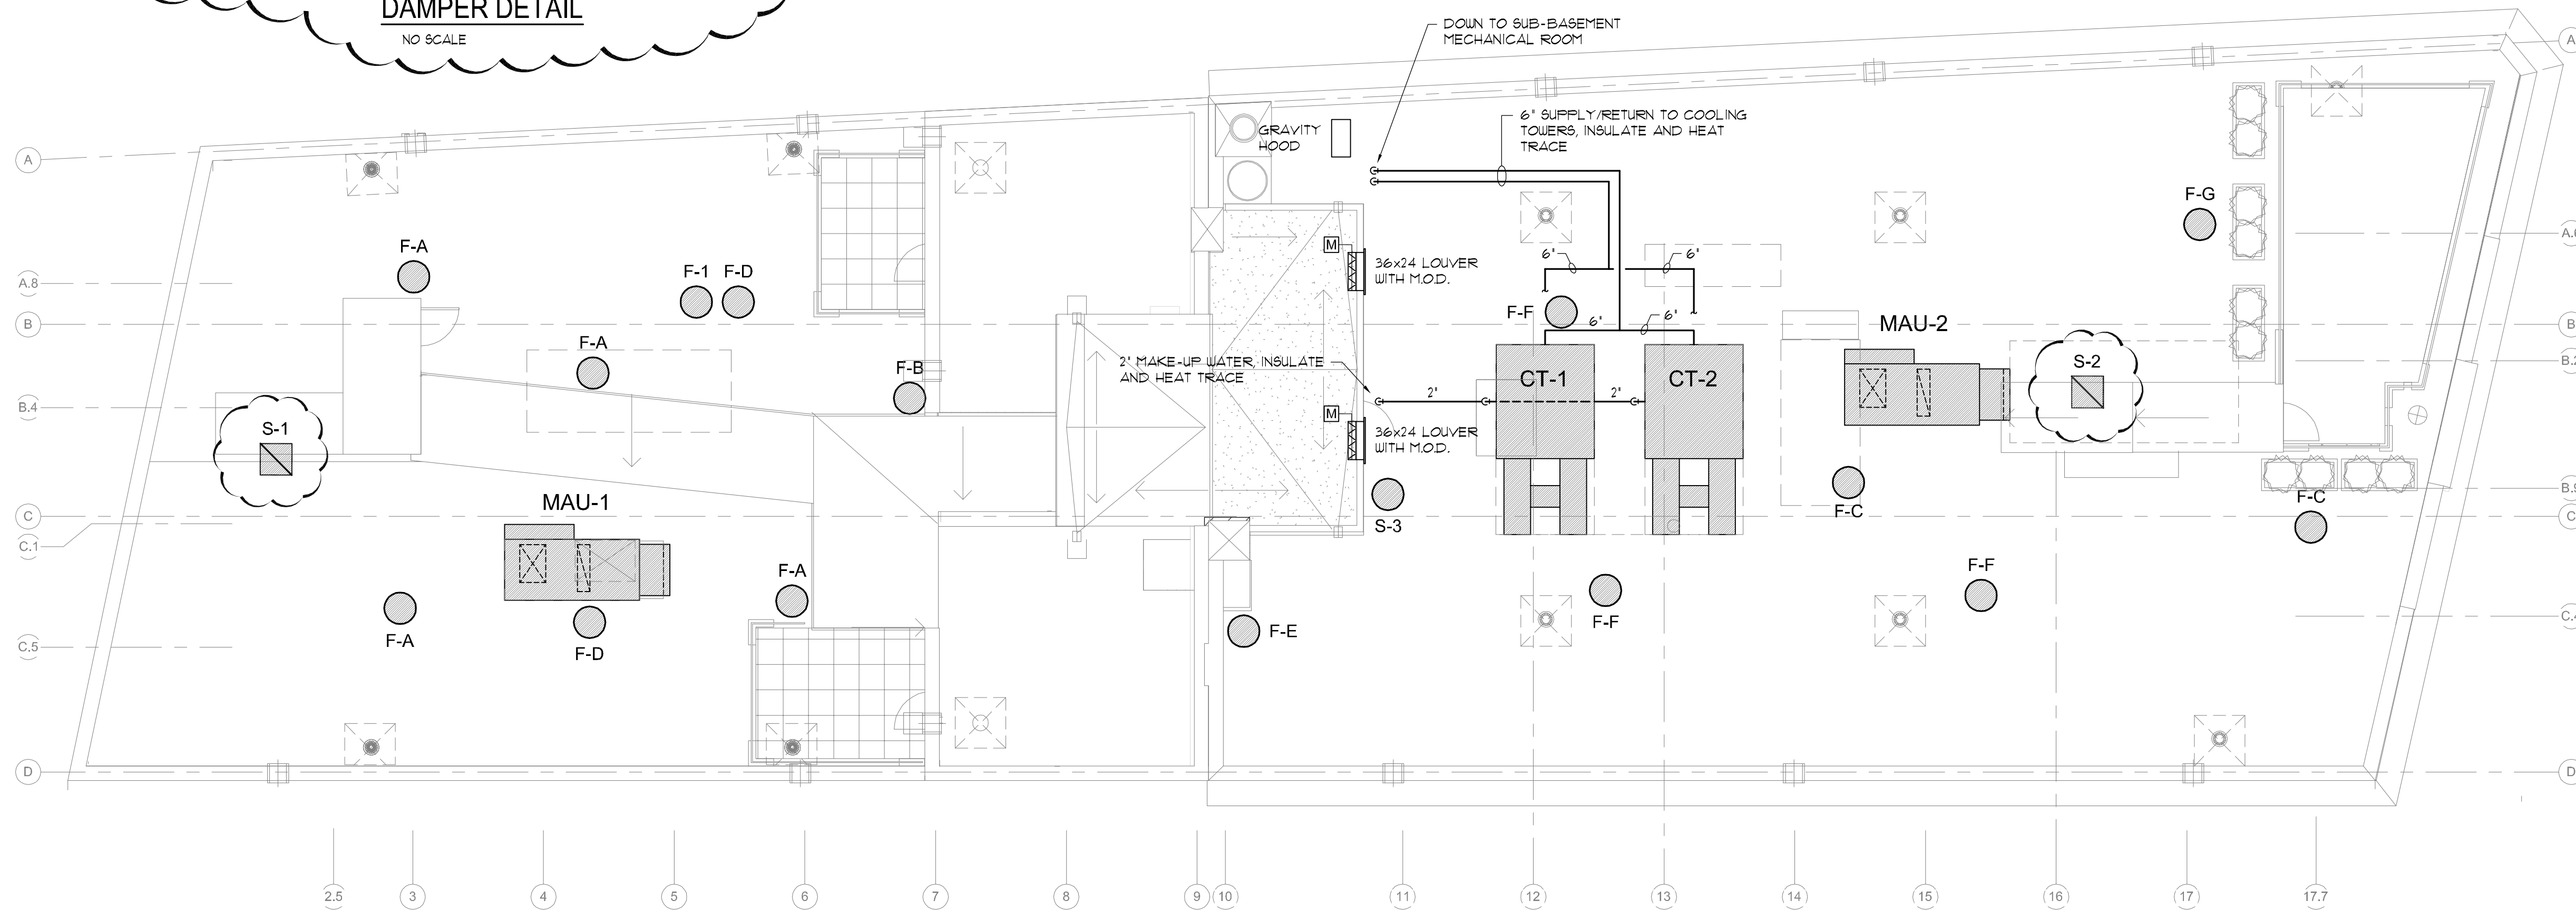 DAMPER DETAIL
NO SCALE
DOWN TO SUB-BASEMENT
MECHANICAL ROOM
6" SUPPLY/RETURN TO COOLING
TOWERS, INSULATE AND HEAT
TRACE
GRAVITY
HOOD
A
A
A.8
B
B
B.4
C
C
C.1
C.5
D
D
F-A
F-1
F-D
F-A
F-B
S-1
MAU-1
F-A
F-D
F-A
M
36x24 LOUVER
WITH M.O.D.
M
36x24 LOUVER
WITH M.O.D.
2" MAKE-UP WATER, INSULATE
AND HEAT TRACE
2"
2"
6"
6"
6"
6"
F-F
CT-1
CT-2
S-3
F-E
F-F
MAU-2
S-2
F-C
F-F
F-G
F-C
2.5
3
4
5
6
7
8
9
10
11
12
13
14
15
16
17
17.7